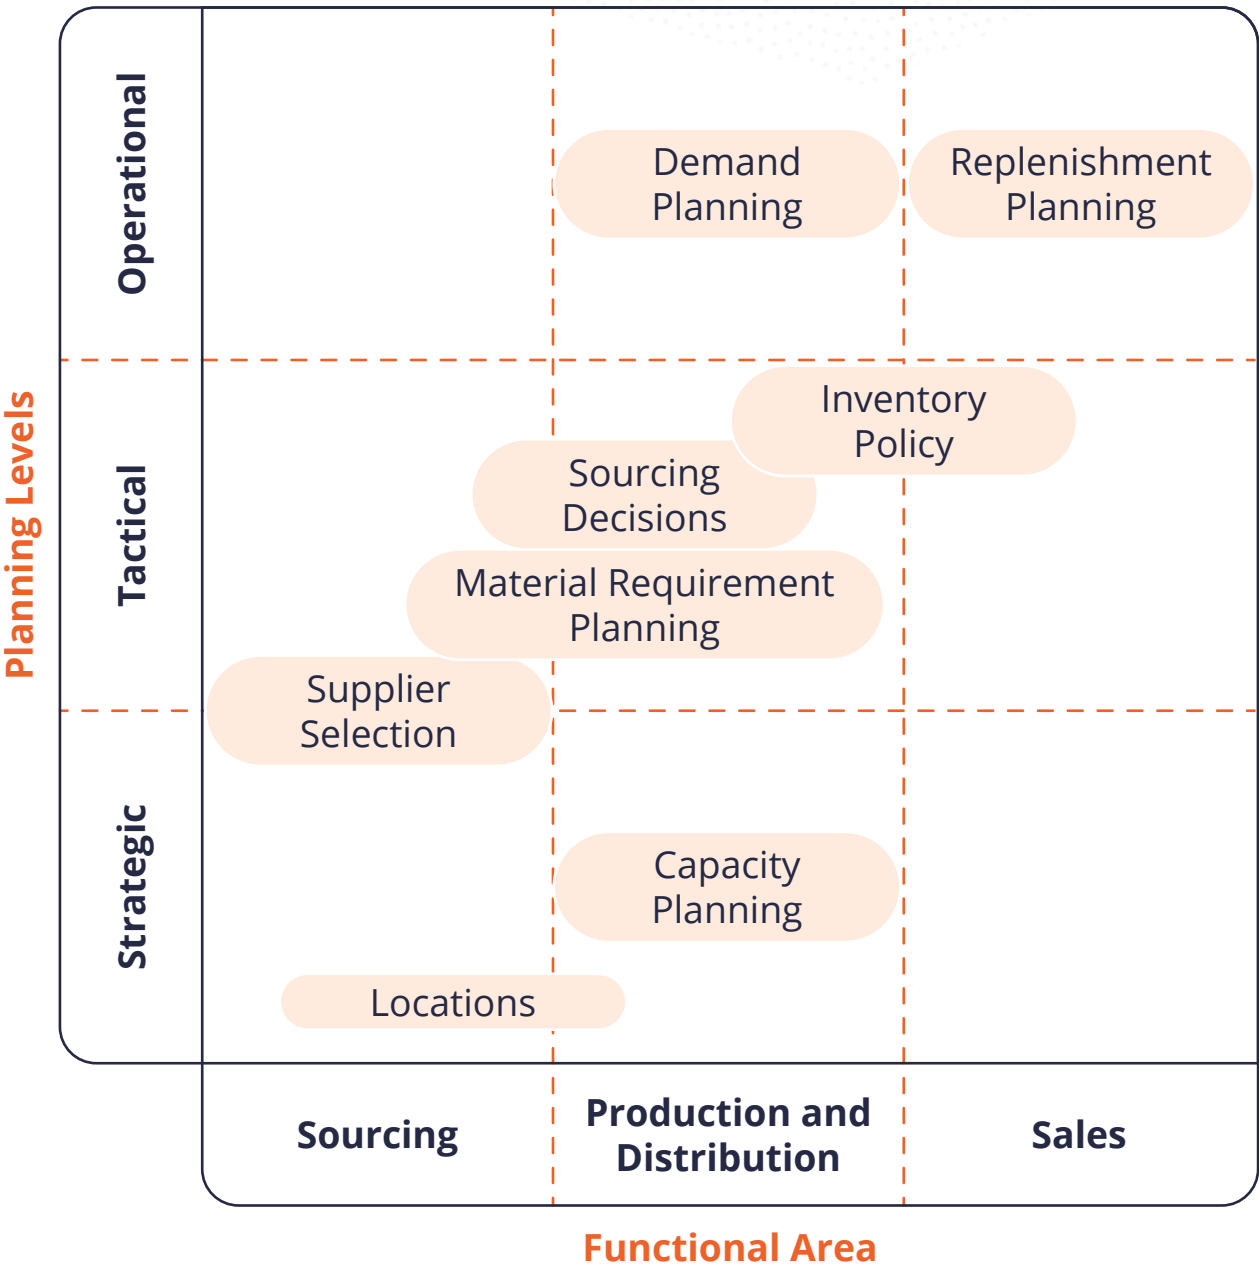 Planning Levels
Operational
Demand
Planning
Replenishment
Planning
Tactical
Inventory
Policy
Sourcing
Decisions
Material Requirement
Planning
Supplier
Selection
Strategic
Capacity
Planning
Locations
Sourcing
Production and
Distribution
Sales
Functional Area